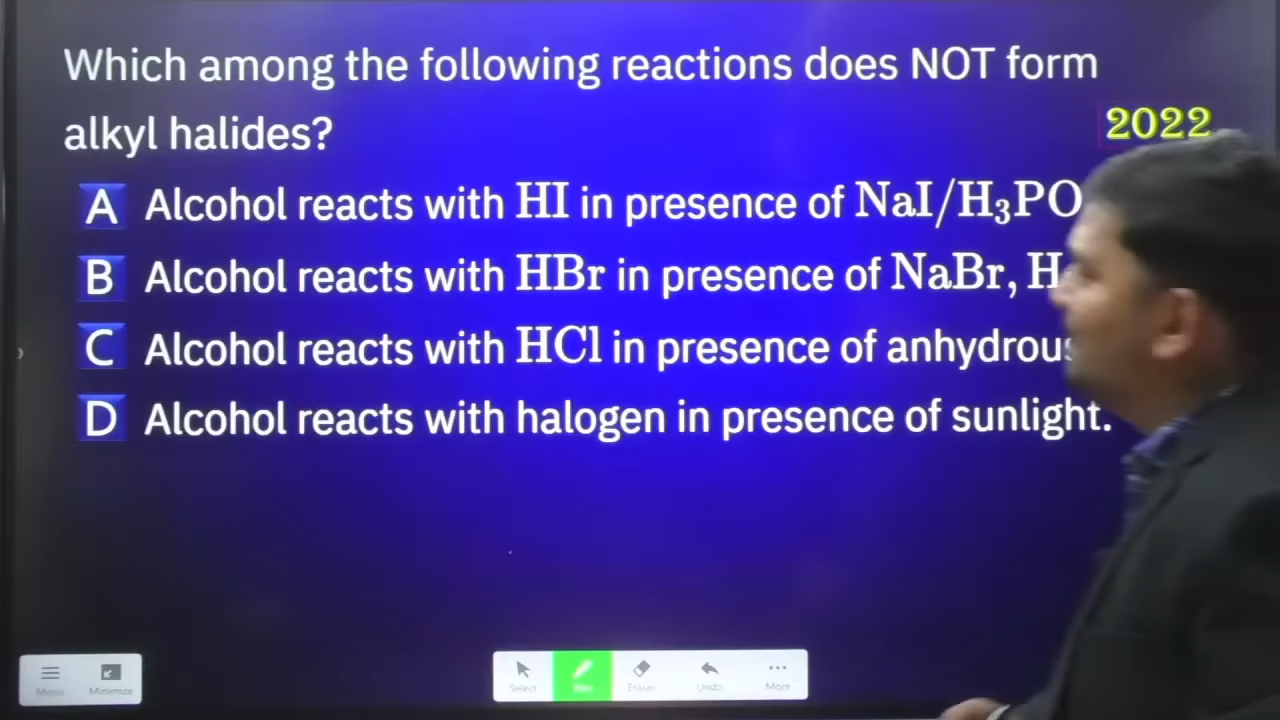 Which among the following reactions does NOT form
alkyl halides?
2022
A Alcohol reacts with HI in presence of NaI/H₃PO
B Alcohol reacts with HBr in presence of NaBr, H
C Alcohol reacts with HCl in presence of anhydrous
D Alcohol reacts with halogen in presence of sunlight.
Menu Minimize
Select Pen Eraser Undo More